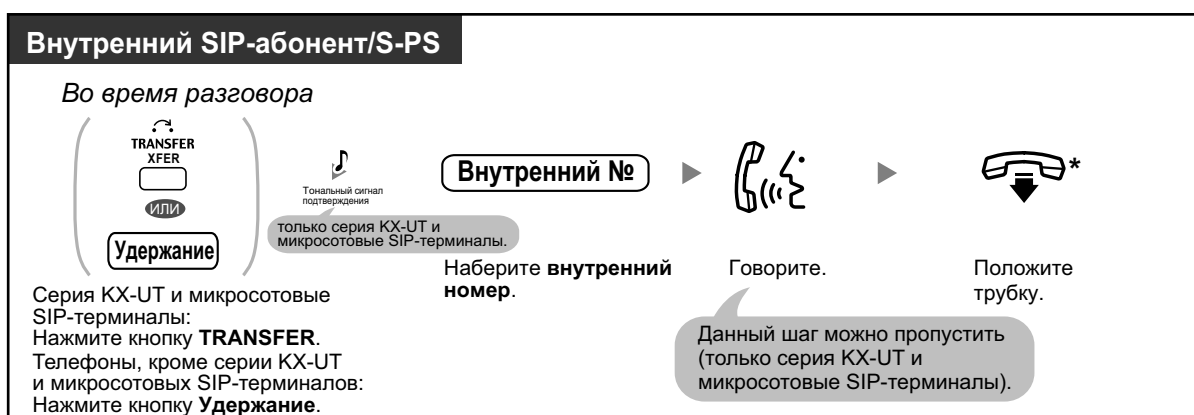 Внутренний SIP-абонент/S-PS
Во время разговора
TRANSFER
XFER
ИЛИ
Удержание
Серия KX-UT и микросотовые
SIP-терминалы:
Нажмите кнопку TRANSFER.
Телефоны, кроме серии KX-UT
и микросотовых SIP-терминалов:
Нажмите кнопку Удержание.
Тональный сигнал
подтверждения
только серия KX-UT и
микросотовые SIP-терминалы.
Внутренний №
Наберите внутренний
номер.
Говорите.
Данный шаг можно пропустить
(только серия KX-UT и
микросотовые SIP-терминалы).
*
Положите
трубку.